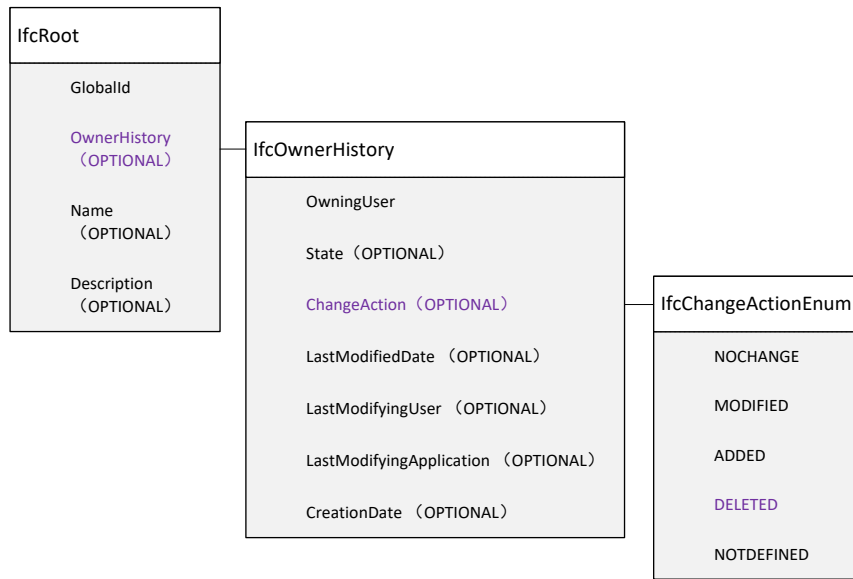 IfcRoot
GlobalId
OwnerHistory
（OPTIONAL）
Name
（OPTIONAL）
Description
（OPTIONAL）
IfcOwnerHistory
OwningUser
State（OPTIONAL）
ChangeAction（OPTIONAL）
LastModifiedDate （OPTIONAL）
LastModifyingUser （OPTIONAL）
LastModifyingApplication （OPTIONAL）
CreationDate （OPTIONAL）
IfcChangeActionEnum
NOCHANGE
MODIFIED
ADDED
DELETED
NOTDEFINED